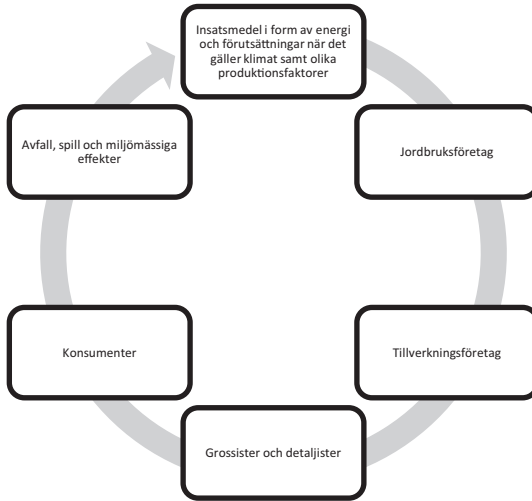 Insatsmedel i form av energi
och förutsättningar när det
gäller klimat samt olika
produktionsfaktorer
Jordbruksföretag
Tillverkningsföretag
Grossister och detaljister
Konsumenter
Avfall, spill och miljömässiga
effekter